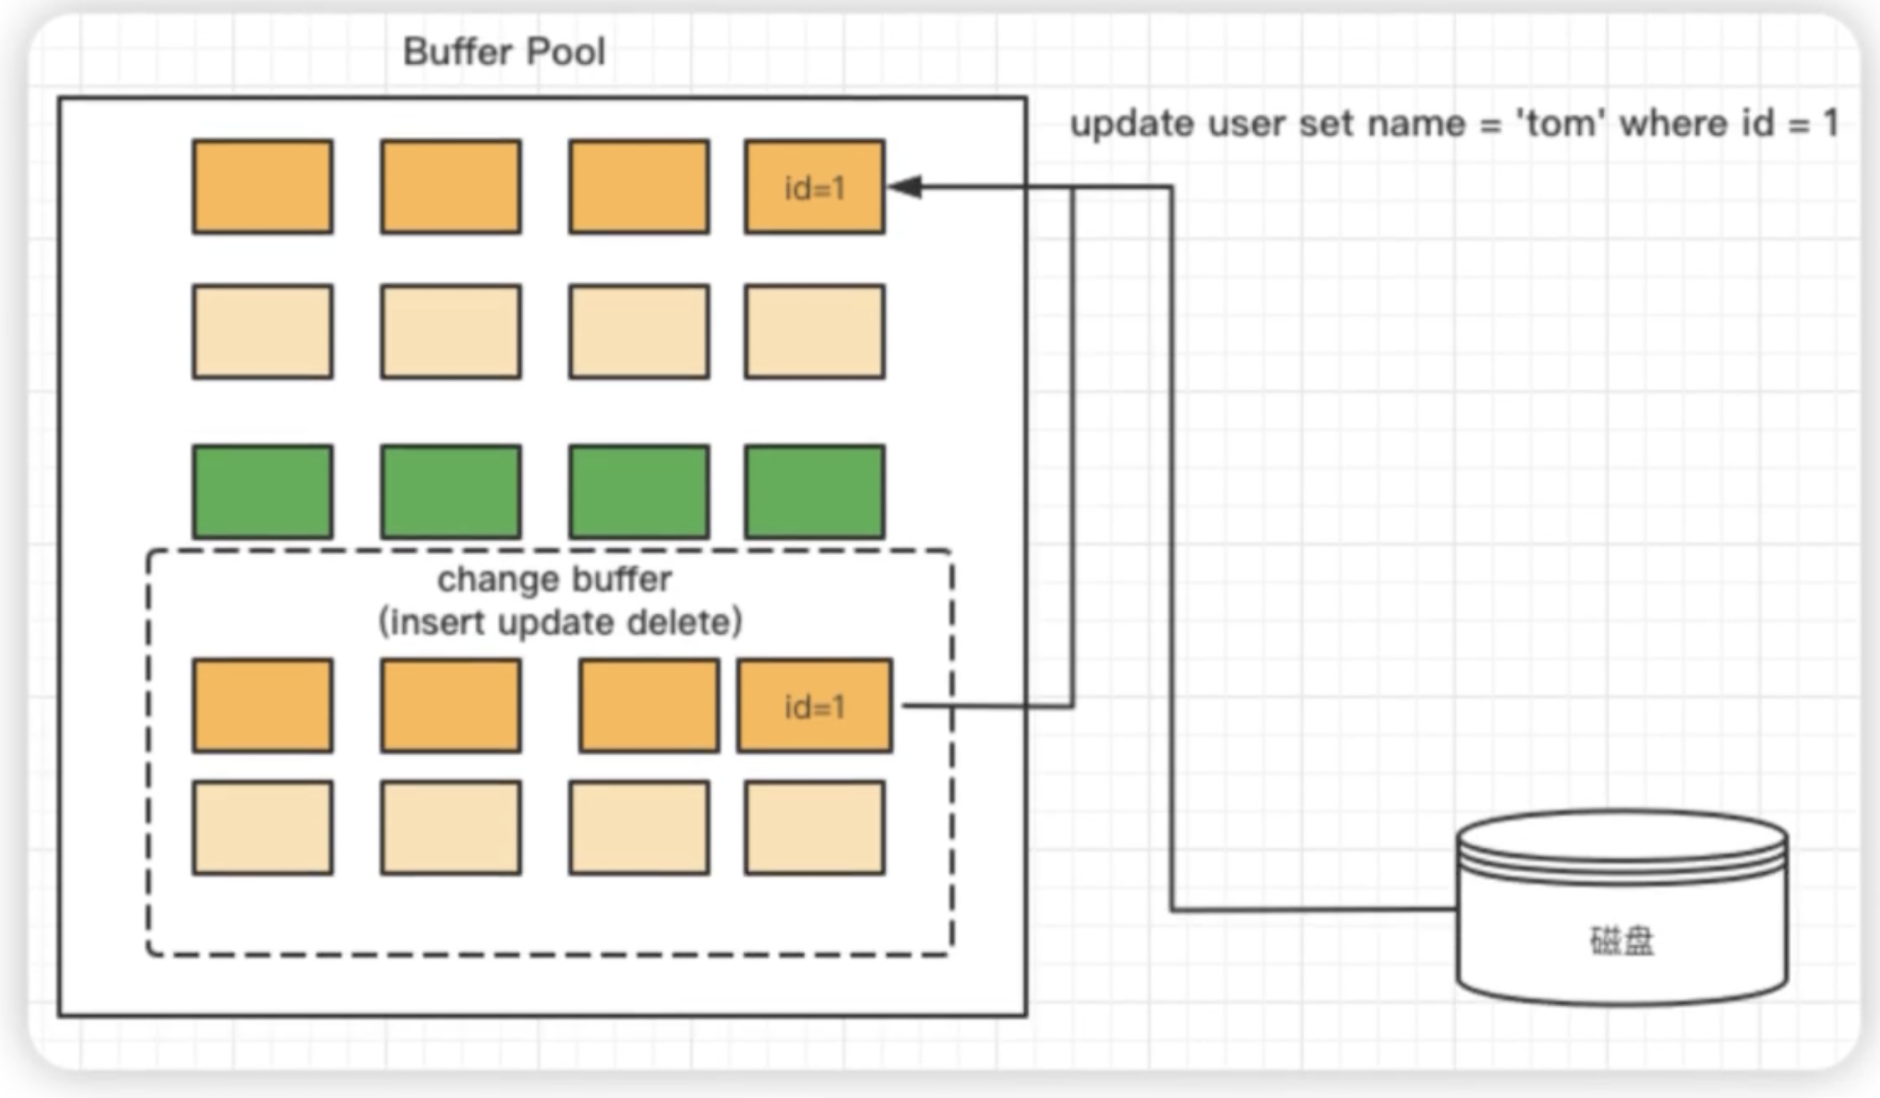 Buffer Pool
update user set name = 'tom' where id = 1
id=1
change buffer
(insert update delete)
id=1
磁盘